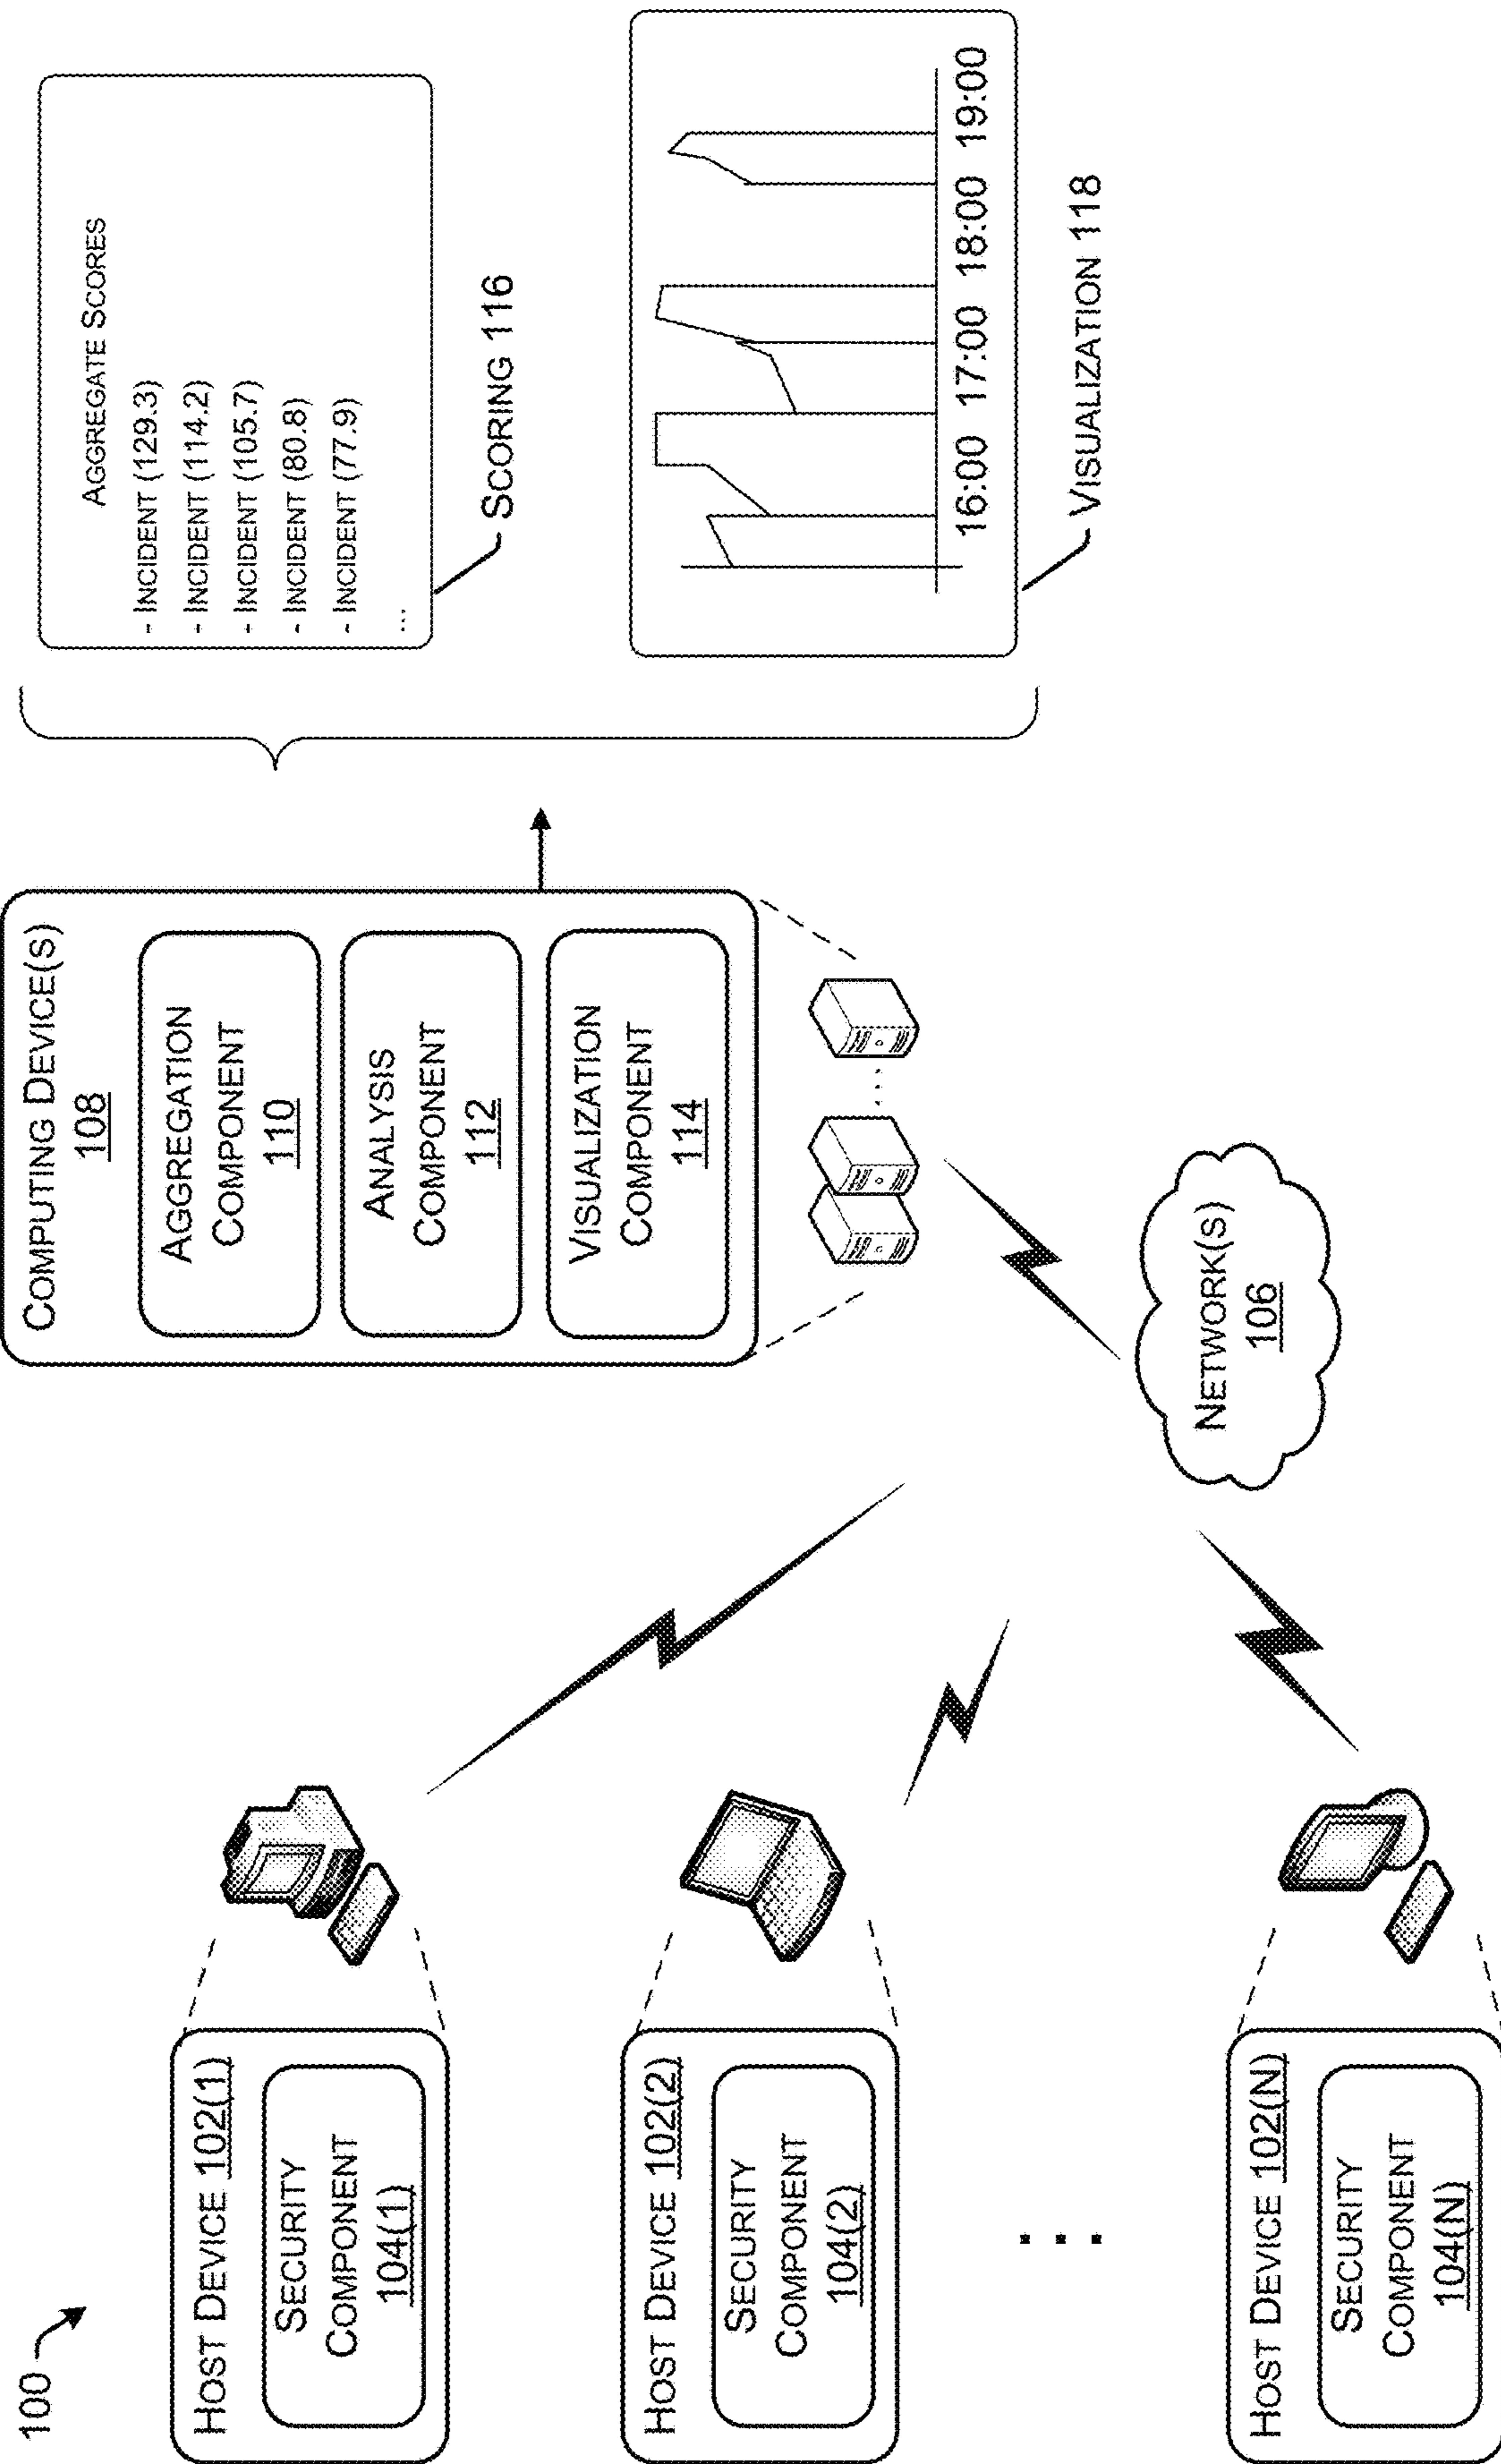 100
HOST DEVICE 102(1)
SECURITY
COMPONENT
104(1)
HOST DEVICE 102(2)
SECURITY
COMPONENT
104(2)
...
HOST DEVICE 102(N)
SECURITY
COMPONENT
104(N)
NETWORK(S)
106
COMPUTING DEVICE(S)
108
AGGREGATION
COMPONENT
110
ANALYSIS
COMPONENT
112
VISUALIZATION
COMPONENT
114
AGGREGATE SCORES
- INCIDENT (129.3)
- INCIDENT (114.2)
- INCIDENT (105.7)
- INCIDENT (80.8)
- INCIDENT (77.9)
...
SCORING 116
16:00 17:00 18:00 19:00
VISUALIZATION 118